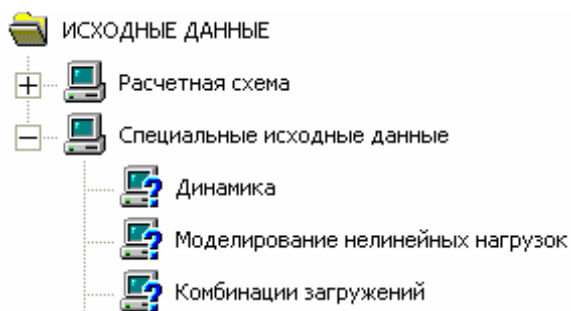 ИСХОДНЫЕ ДАННЫЕ
Расчетная схема
Специальные исходные данные
Динамика
Моделирование нелинейных нагрузок
Комбинации загружений